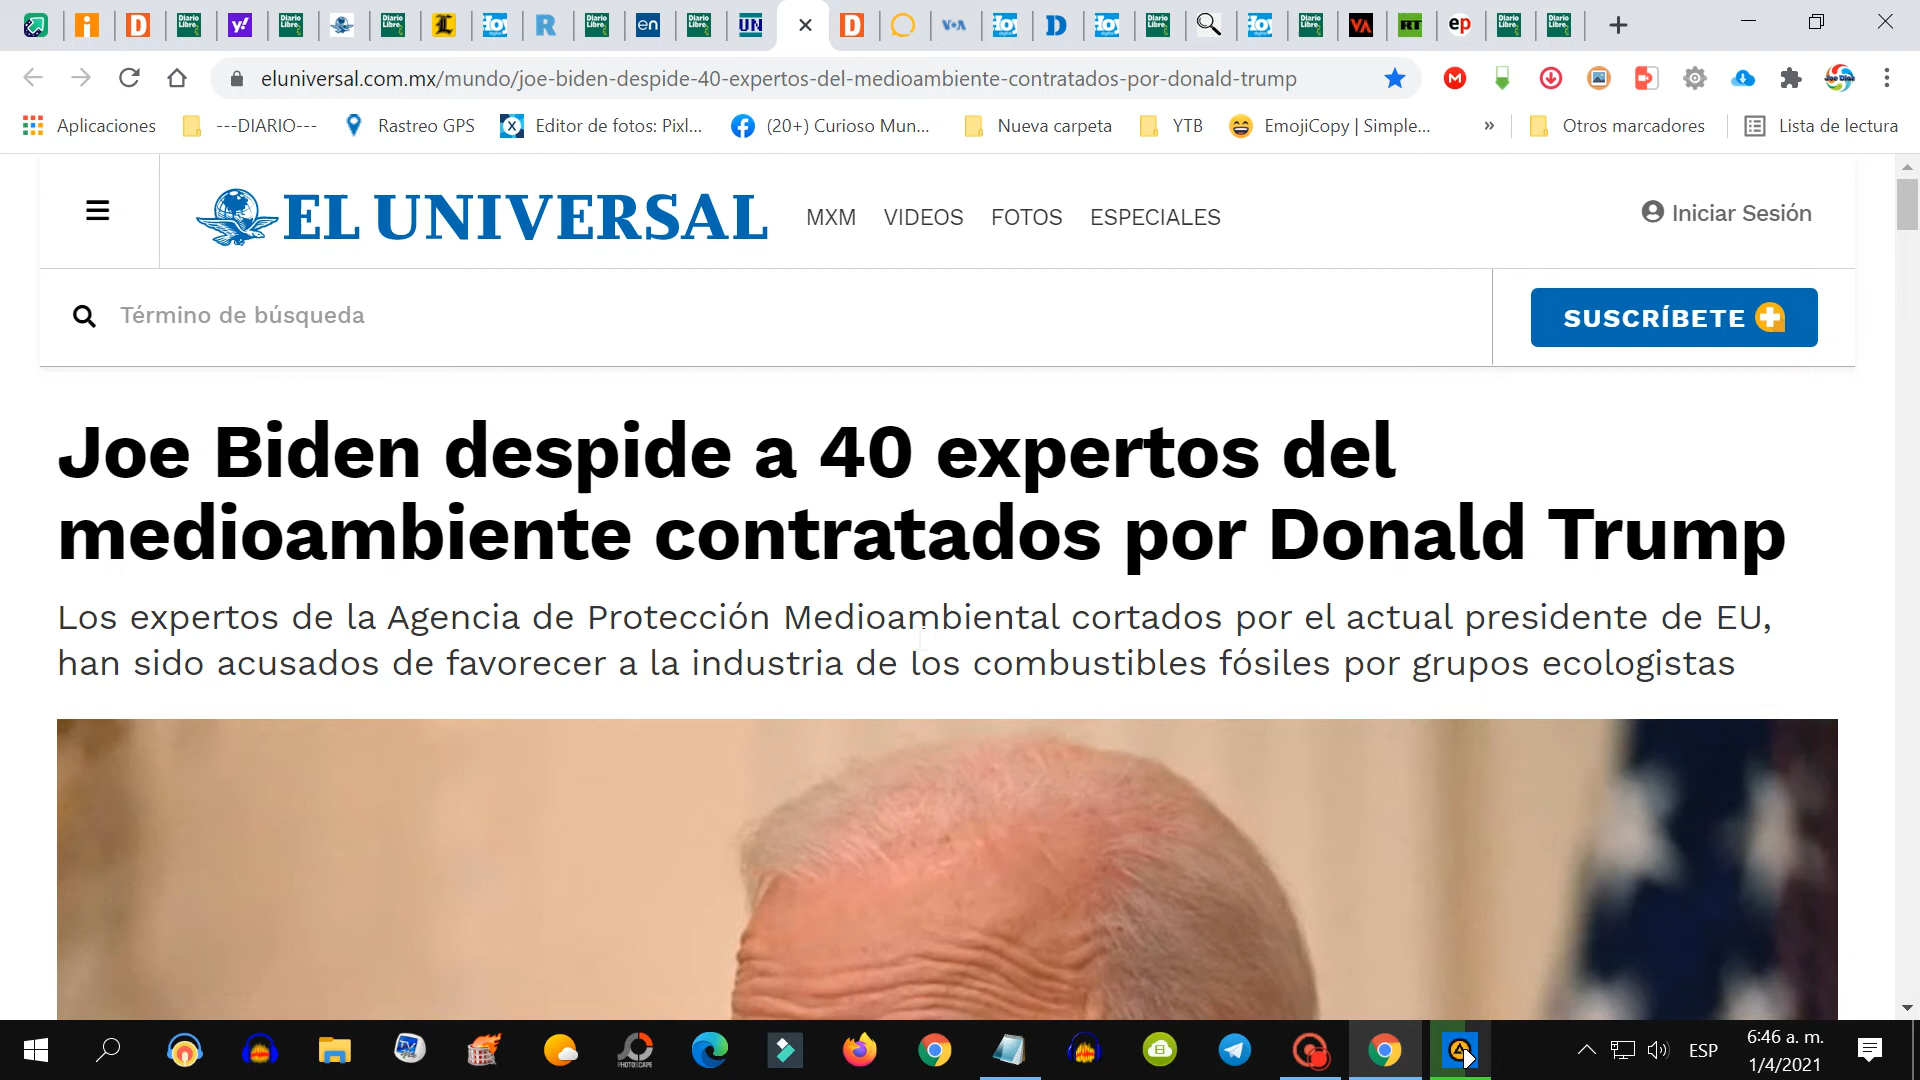 eluniversal.com.mx/mundo/joe-biden-despide-40-expertos-del-medioambiente-contratados-por-donald-trump
Aplicaciones ---DIARIO--- Rastreo GPS Editor de fotos: Pixl... (20+) Curioso Mun... Nueva carpeta YTB EmojiCopy | Simple... » Otros marcadores Lista de lectura
EL UNIVERSAL MXM VIDEOS FOTOS ESPECIALES Iniciar Sesión
Término de búsqueda SUSCRÍBETE
Joe Biden despide a 40 expertos del
medioambiente contratados por Donald Trump
Los expertos de la Agencia de Protección Medioambiental cortados por el actual presidente de EU,
han sido acusados de favorecer a la industria de los combustibles fósiles por grupos ecologistas
ESP 6:46 a. m.
1/4/2021